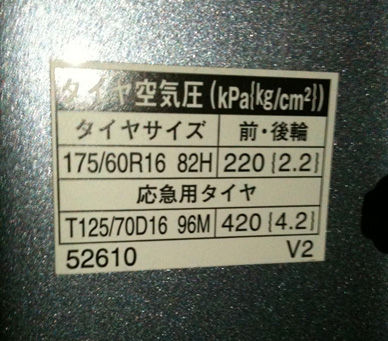 タイヤ空気圧 (kPa{kg/cm²})
タイヤサイズ 前・後輪
175/60R16 82H 220 {2.2}
応急用タイヤ
T125/70D16 96M 420 {4.2}
52610 V2